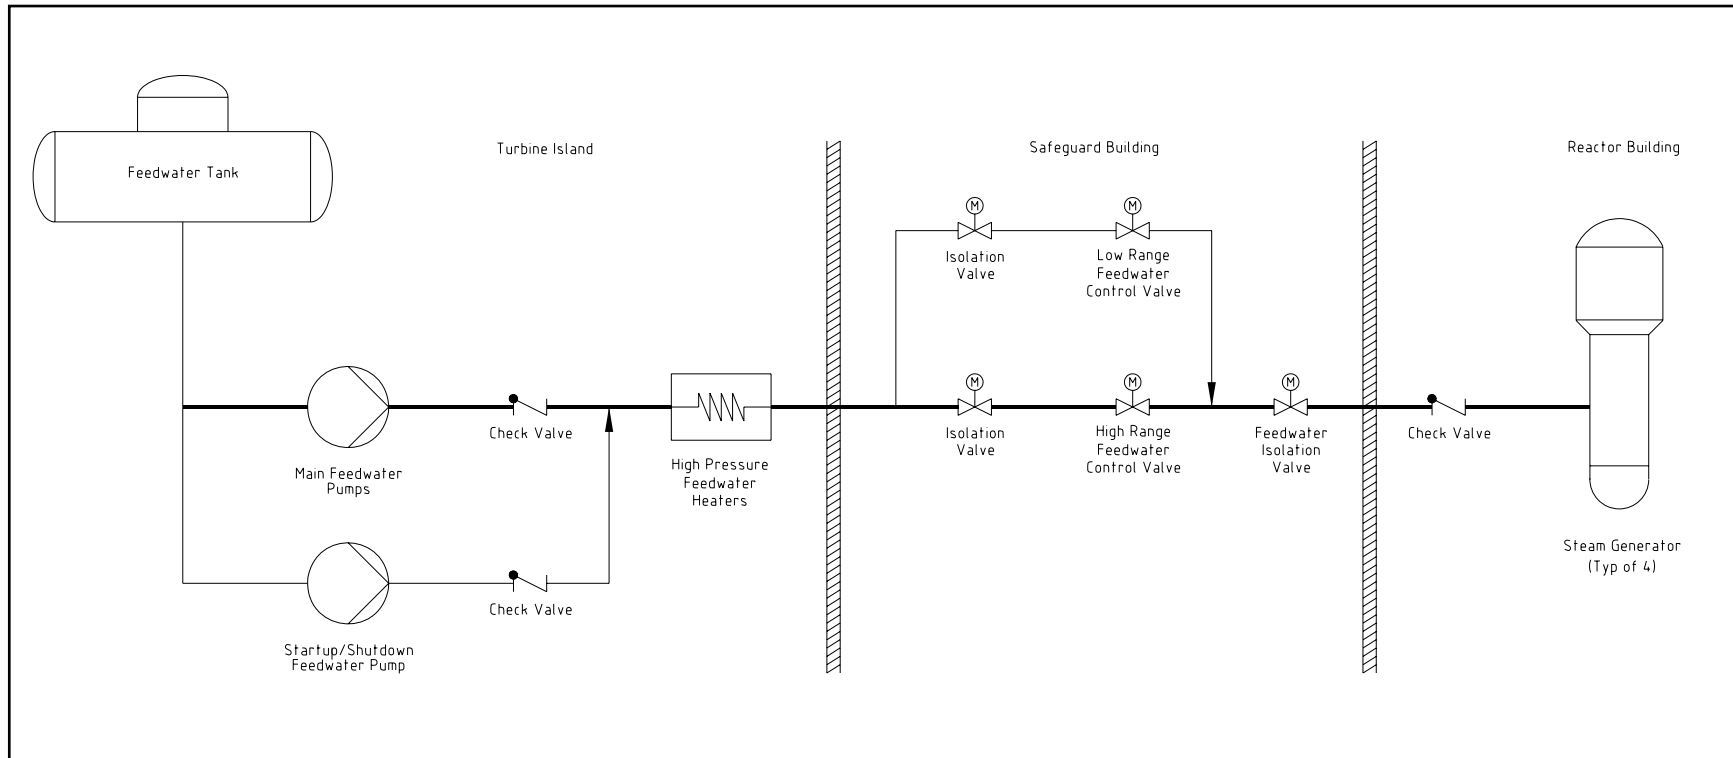 Turbine Island
Safeguard Building
Reactor Building
Feedwater Tank
M
M
Isolation
Valve
Low Range
Feedwater
Control Valve
M
M
M
Check Valve
Isolation
Valve
High Range
Feedwater
Control Valve
Feedwater
Isolation
Valve
Check Valve
Main Feedwater
Pumps
High Pressure
Feedwater
Heaters
Steam Generator
(Typ of 4)
Check Valve
Startup/Shutdown
Feedwater Pump